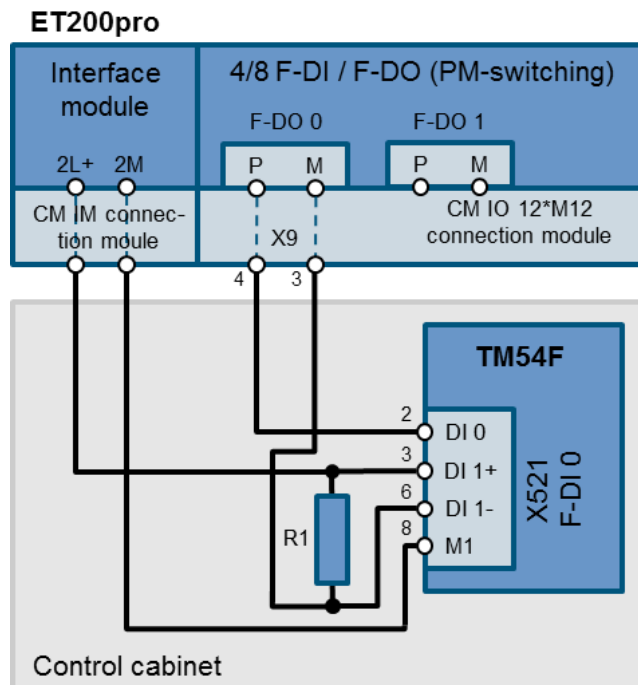 ET200pro
Interface
module
4/8 F-DI / F-DO (PM-switching)
F-DO 0
F-DO 1
2L+ 2M
P M
P M
CM IM connec-
tion moule
X9
CM IO 12*M12
connection module
4 3
TM54F
2 DI 0
3 DI 1+
6 DI 1-
8 M1
X521
F-DI 0
R1
Control cabinet